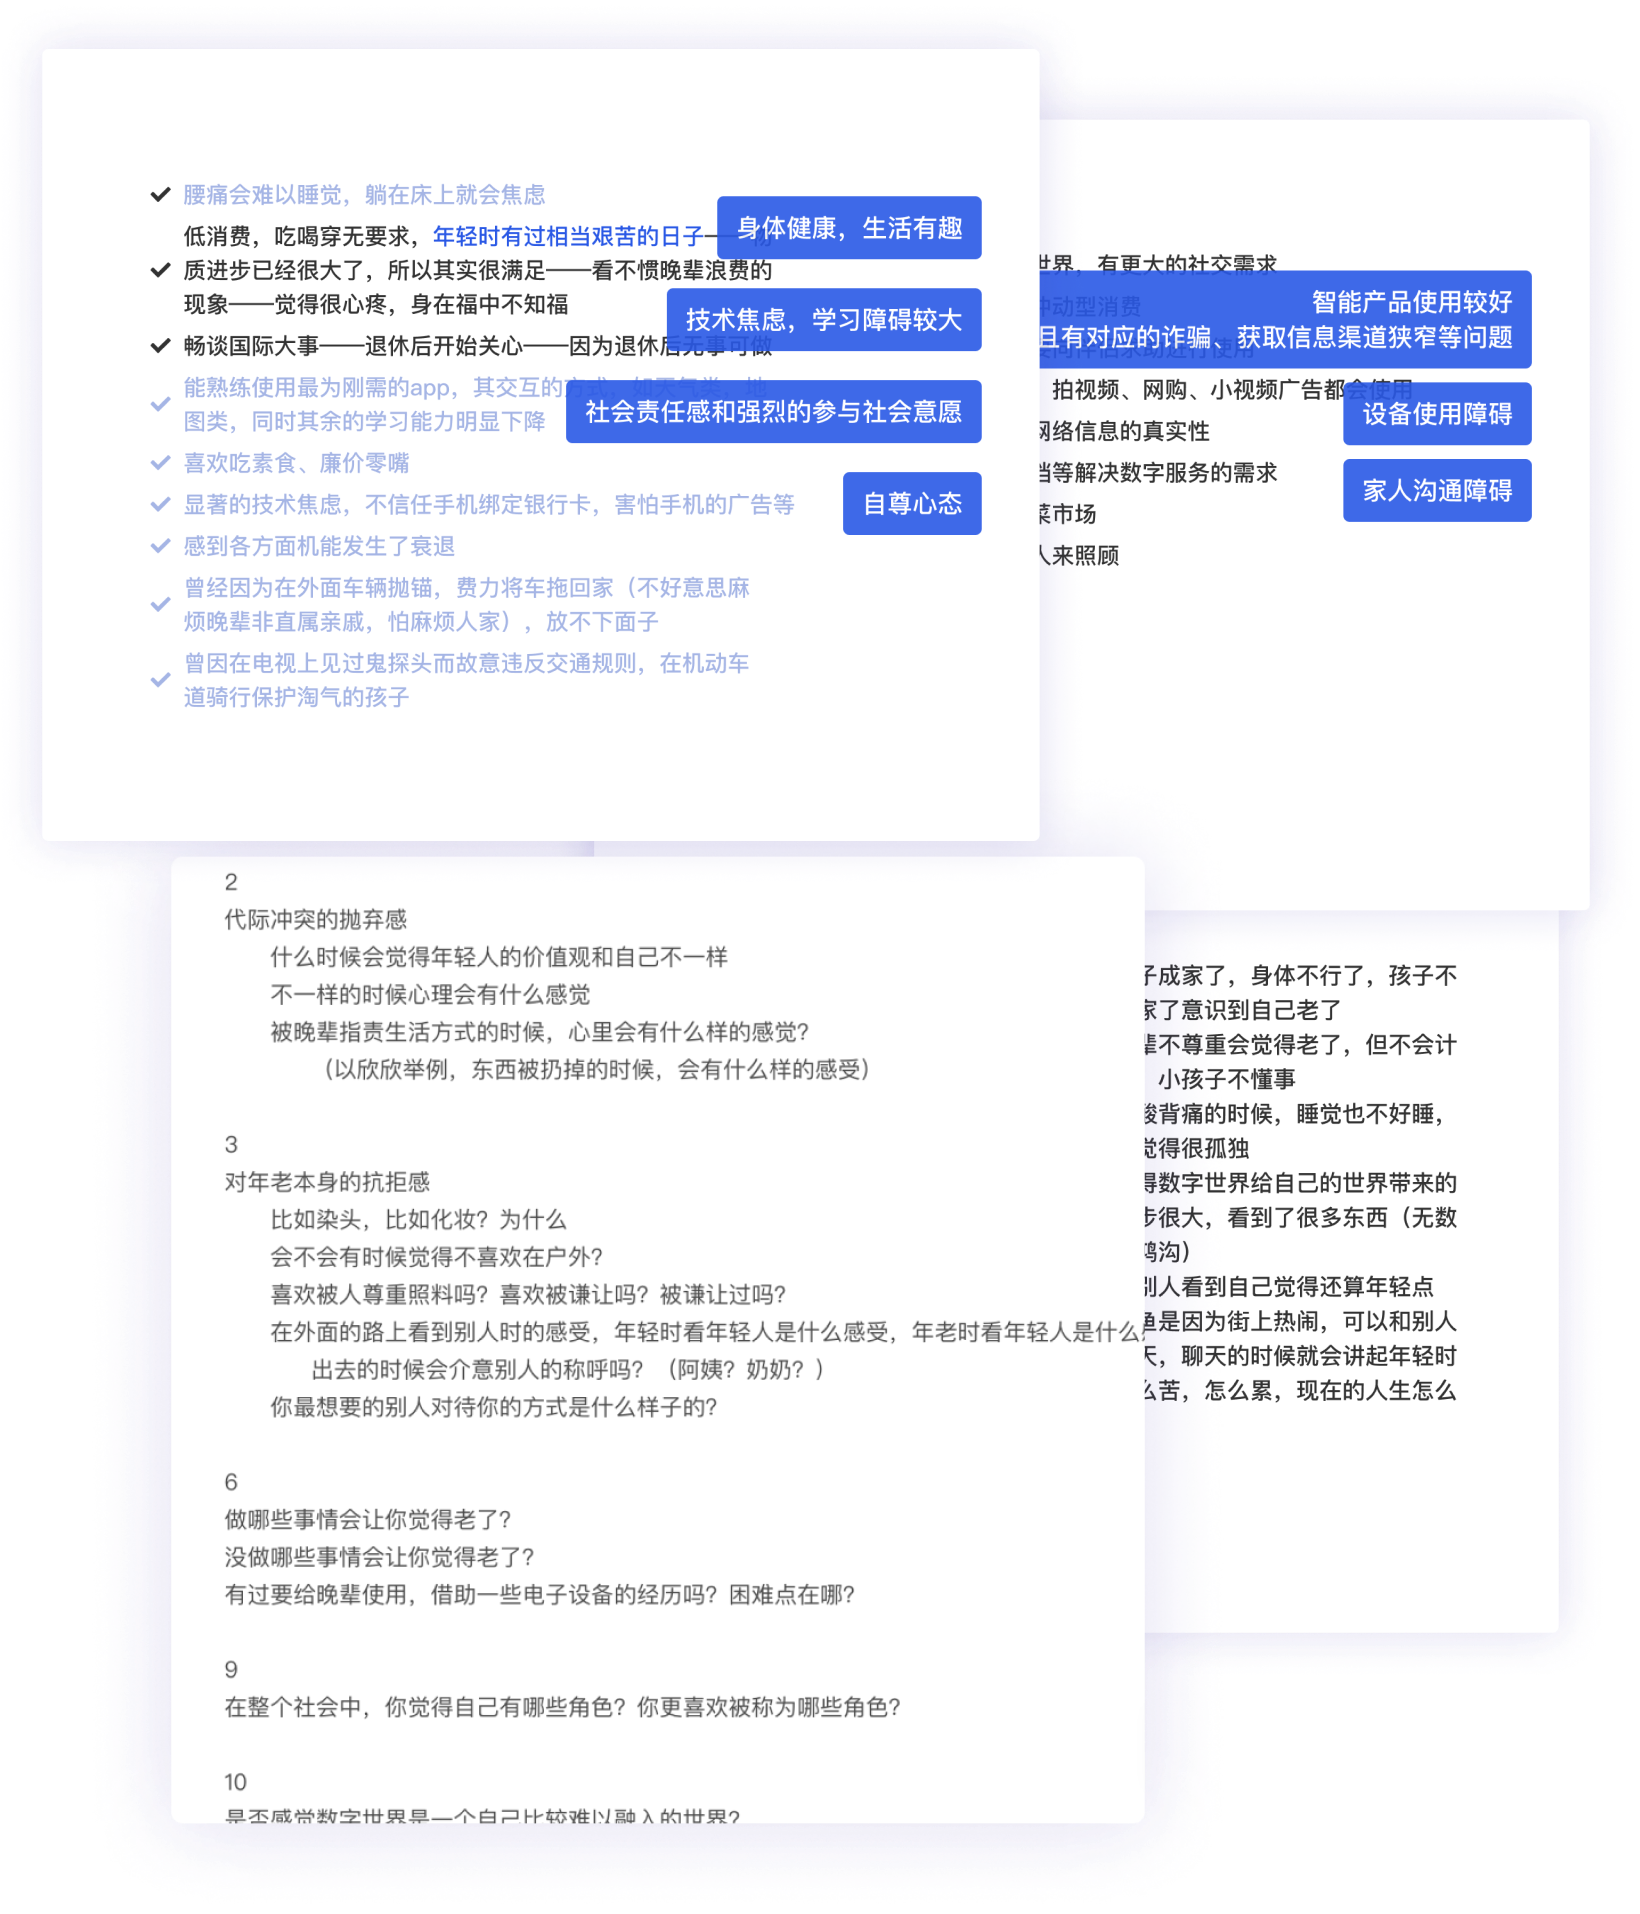 腰痛会难以睡觉，躺在床上就会焦虑
低消费，吃喝穿无要求，年轻时有过相当艰苦的日子——物
质进步已经很大了，所以其实很满足——看不惯晚辈浪费的
现象——觉得很心疼，身在福中不知福
畅谈国际大事——退休后开始关心——因为退休后无事可做
能熟练使用最为刚需的app，其交互的方式，如天气类，地
图类，同时其余的学习能力明显下降
喜欢吃素食、廉价零嘴
显著的技术焦虑，不信任手机绑定银行卡，害怕手机的广告等
感到各方面机能发生了衰退
曾经因为在外面车辆抛锚，费力将车拖回家（不好意思麻
烦晚辈非直属亲戚，怕麻烦人家），放不下面子
曾因在电视上见过鬼探头而故意违反交通规则，在机动车
道骑行保护淘气的孩子
身体健康，生活有趣
技术焦虑，学习障碍较大
社会责任感和强烈的参与社会意愿
自尊心态
世界，有更大的社交需求
冲动型消费
智能产品使用较好
且有对应的诈骗、获取信息渠道狭窄等问题
要向伴侣求助进行使用
拍视频、网购、小视频广告都会使用
网络信息的真实性
等解决数字服务的需求
菜市场
人来照顾
设备使用障碍
家人沟通障碍
2
代际冲突的抛弃感
什么时候会觉得年轻人的价值观和自己不一样
不一样的时候心理会有什么感觉
被晚辈指责生活方式的时候，心里会有什么样的感觉？
（以欣欣举例，东西被扔掉的时候，会有什么样的感受）
3
对年老本身的抗拒感
比如染头，比如化妆？为什么
会不会有时候觉得不喜欢在户外？
喜欢被人尊重照料吗？喜欢被谦让吗？被谦让过吗？
在外面的路上看到别人时的感受，年轻时看年轻人是什么感受，年老时看年轻人是什么
出去的时候会介意别人的称呼吗？（阿姨？奶奶？）
你最想要的别人对待你的方式是什么样子的？
6
做哪些事情会让你觉得老了？
没做哪些事情会让你觉得老了？
有过要给晚辈使用，借助一些电子设备的经历吗？困难点在哪？
9
在整个社会中，你觉得自己有哪些角色？你更喜欢被称为哪些角色？
10
是否感觉数字世界是一个自己比较难以融入的世界？
子成家了，身体不行了，孩子不
家了意识到自己老了
辈不尊重会觉得老了，但不会计
，小孩子不懂事
酸背痛的时候，睡觉也不好睡，
觉得很孤独
得数字世界给自己的世界带来的
步很大，看到了很多东西（无数
鸿沟）
别人看到自己觉得还算年轻点
是因为街上热闹，可以和别人
天，聊天的时候就会讲起年轻时
么苦，怎么累，现在的人生怎么